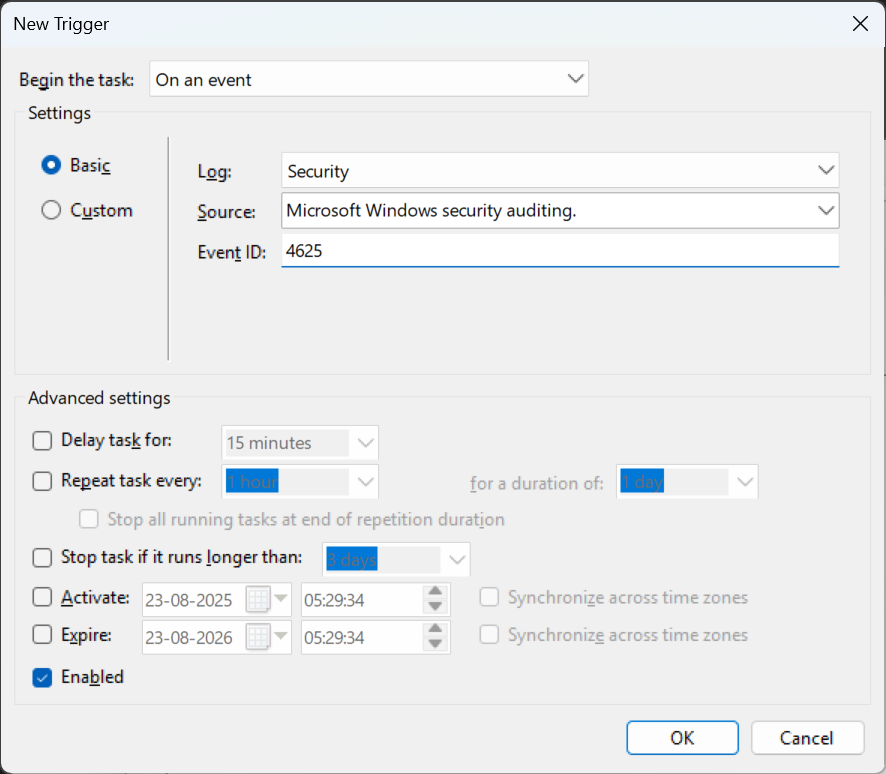 New Trigger
Begin the task: On an event
Settings
Basic
Custom
Log: Security
Source: Microsoft Windows security auditing.
Event ID: 4625
Advanced settings
Delay task for: 15 minutes
Repeat task every: 1 hour for a duration of: 1 day
Stop all running tasks at end of repetition duration
Stop task if it runs longer than: 3 days
Activate: 23-08-2025 05:29:34 Synchronize across time zones
Expire: 23-08-2026 05:29:34 Synchronize across time zones
Enabled
OK Cancel